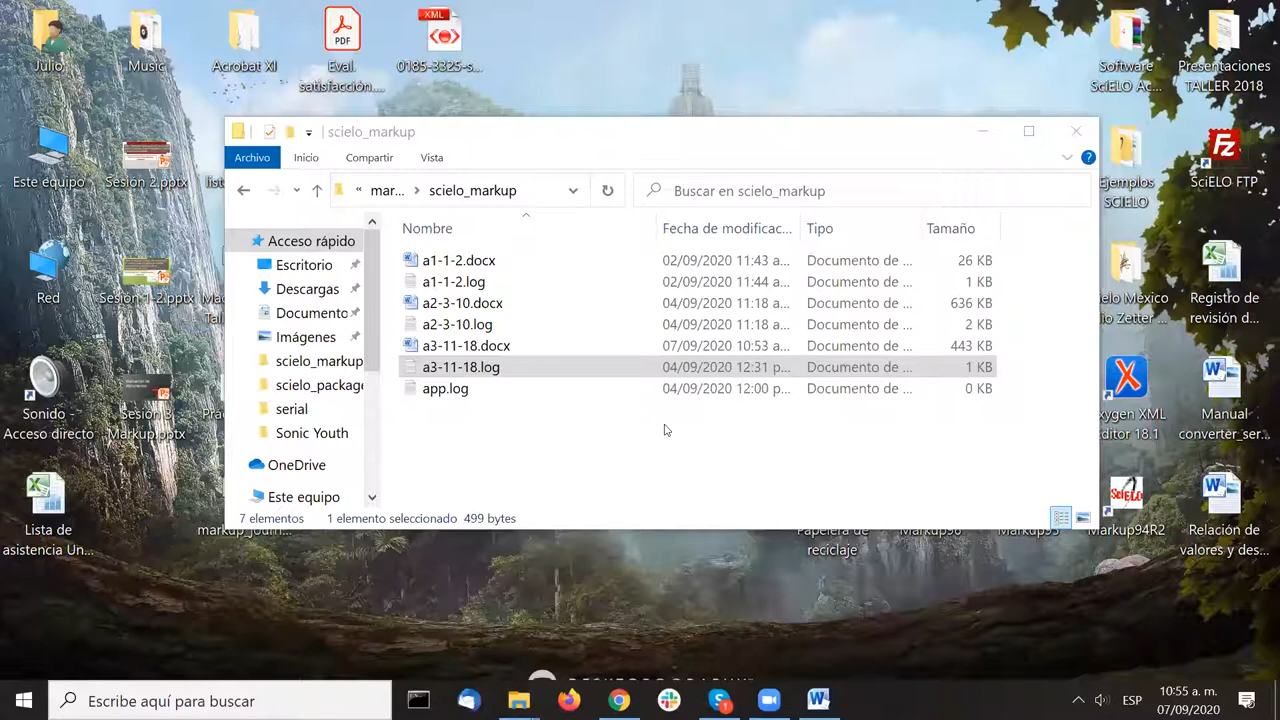 Julio
Music
Acrobat XI
Eval.
satisfacción....
XML
0185-3325-s...
PDF
Software
SciELO Ac...
Presentaciones
TALLER 2018
Este equipo
Sesión 2.pptx
Ejemplos
SCIELO
SciELO FTP
Red
Sesión 1-2.pptx
Registro de
revisión d...
Sonido -
Acceso directo
Sesión 3
Markup.pptx
Manual
converter_ser...
Lista de
asistencia Un...
Papelera de
reciclaje
Markup94R2
Relación de
valores y des...
scielo_markup
Archivo
Inicio
Compartir
Vista
« mar... > scielo_markup
Buscar en scielo_markup
Nombre
Fecha de modificac...
Tipo
Tamaño
Acceso rápido
Escritorio
Descargas
Documento
Imágenes
scielo_markup
scielo_package
serial
Sonic Youth
OneDrive
Este equipo
a1-1-2.docx 02/09/2020 11:43 a... Documento de ... 26 KB
a1-1-2.log 02/09/2020 11:44 a... Documento de ... 1 KB
a2-3-10.docx 04/09/2020 11:18 a... Documento de ... 636 KB
a2-3-10.log 04/09/2020 11:18 a... Documento de ... 2 KB
a3-11-18.docx 07/09/2020 10:53 a... Documento de ... 443 KB
a3-11-18.log 04/09/2020 12:31 p... Documento de ... 1 KB
app.log 04/09/2020 12:00 p... Documento de ... 0 KB
7 elementos 1 elemento seleccionado 499 bytes
Escribe aquí para buscar
ESP
10:55 a. m.
07/09/2020